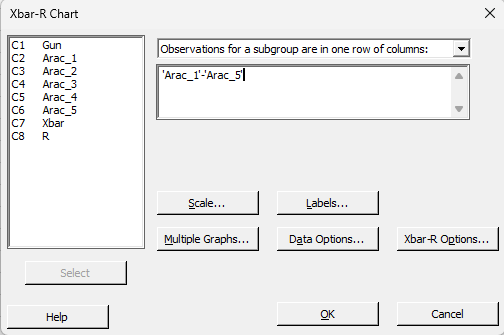 Xbar-R Chart
C1 Gun
C2 Arac_1
C3 Arac_2
C4 Arac_3
C5 Arac_4
C6 Arac_5
C7 Xbar
C8 R
Observations for a subgroup are in one row of columns:
'Arac_1'-'Arac_5'
Scale...
Labels...
Multiple Graphs...
Data Options...
Xbar-R Options...
Select
Help
OK
Cancel